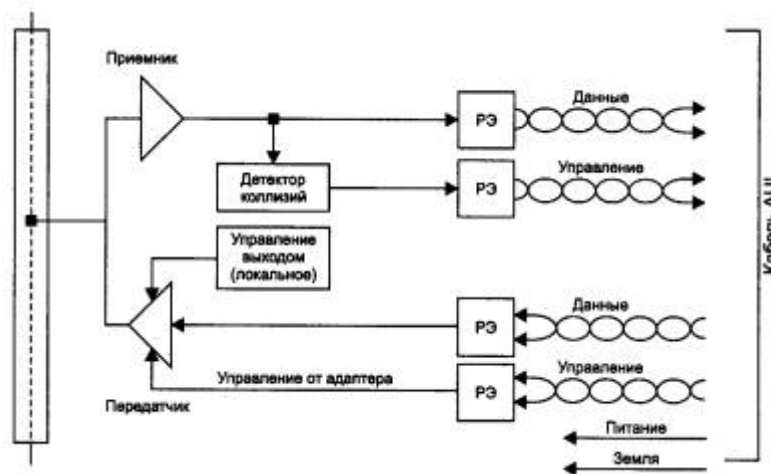 Приемник
РЭ
Данные
Детектор
коллизий
РЭ
Управление
Управление
выходом
(локальное)
РЭ
Данные
Управление от адаптера
РЭ
Управление
Передатчик
Питание
Земля
Кабель AUI